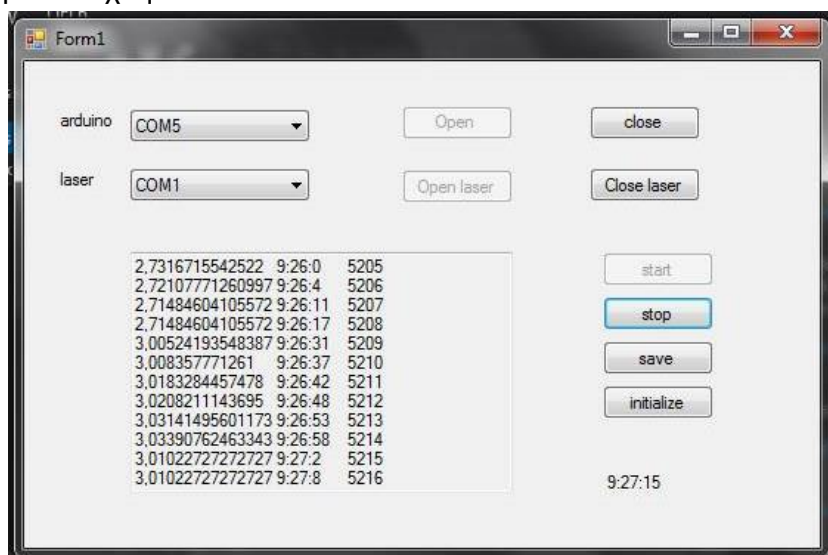 Form1
arduino COM5 Open close
laser COM1 Open laser Close laser
2,7316715542522 9:26:0 5205
2,72107771260997 9:26:4 5206
2,71484604105572 9:26:11 5207
2,71484604105572 9:26:17 5208
3,00524193548387 9:26:31 5209
3,008357771261 9:26:37 5210
3,0183284457478 9:26:42 5211
3,0208211143695 9:26:48 5212
3,03141495601173 9:26:53 5213
3,03390762463343 9:26:58 5214
3,01022727272727 9:27:2 5215
3,01022727272727 9:27:8 5216
start
stop
save
initialize
9:27:15